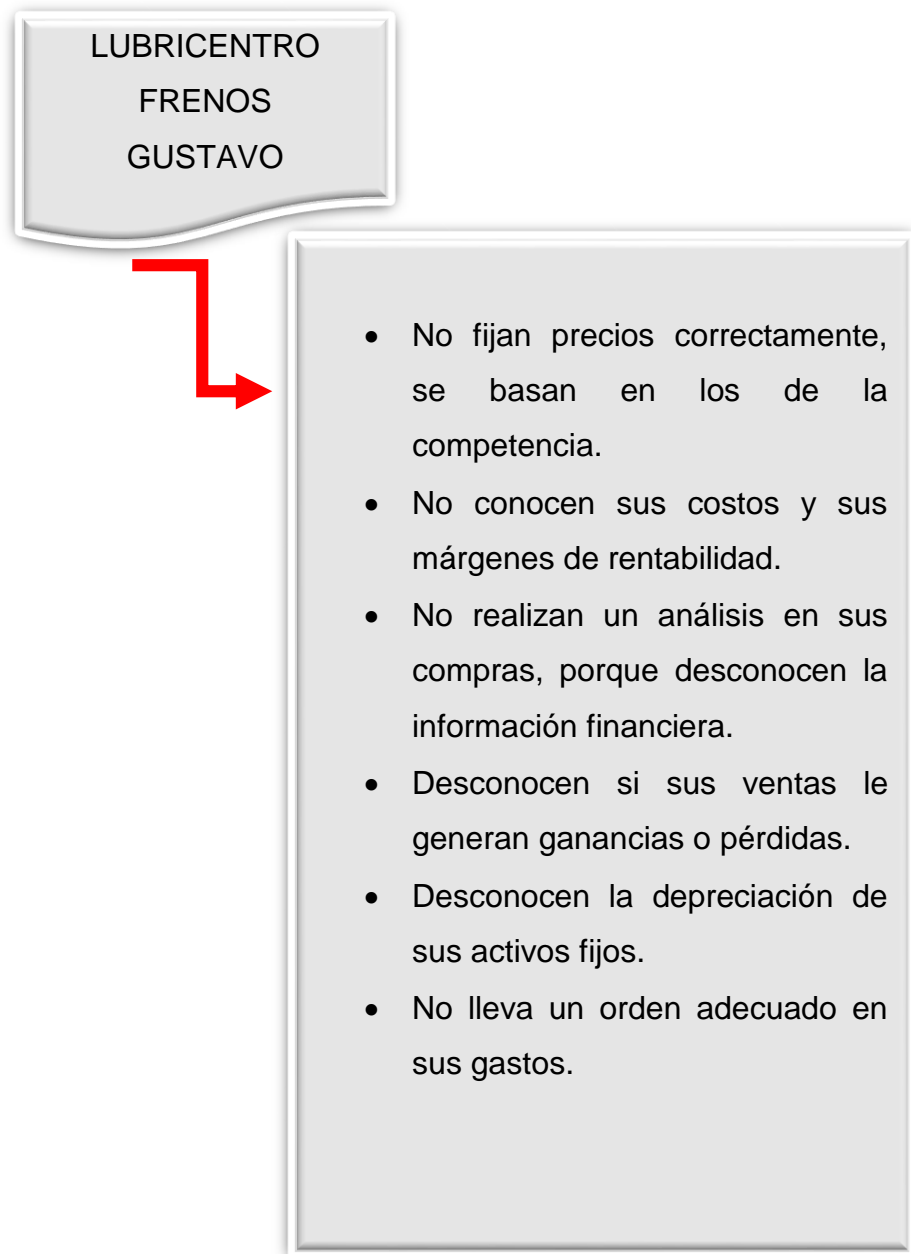 LUBRICENTRO
FRENOS
GUSTAVO
• No fijan precios correctamente,
se basan en los de la
competencia.
• No conocen sus costos y sus
márgenes de rentabilidad.
• No realizan un análisis en sus
compras, porque desconocen la
información financiera.
• Desconocen si sus ventas le
generan ganancias o pérdidas.
• Desconocen la depreciación de
sus activos fijos.
• No lleva un orden adecuado en
sus gastos.